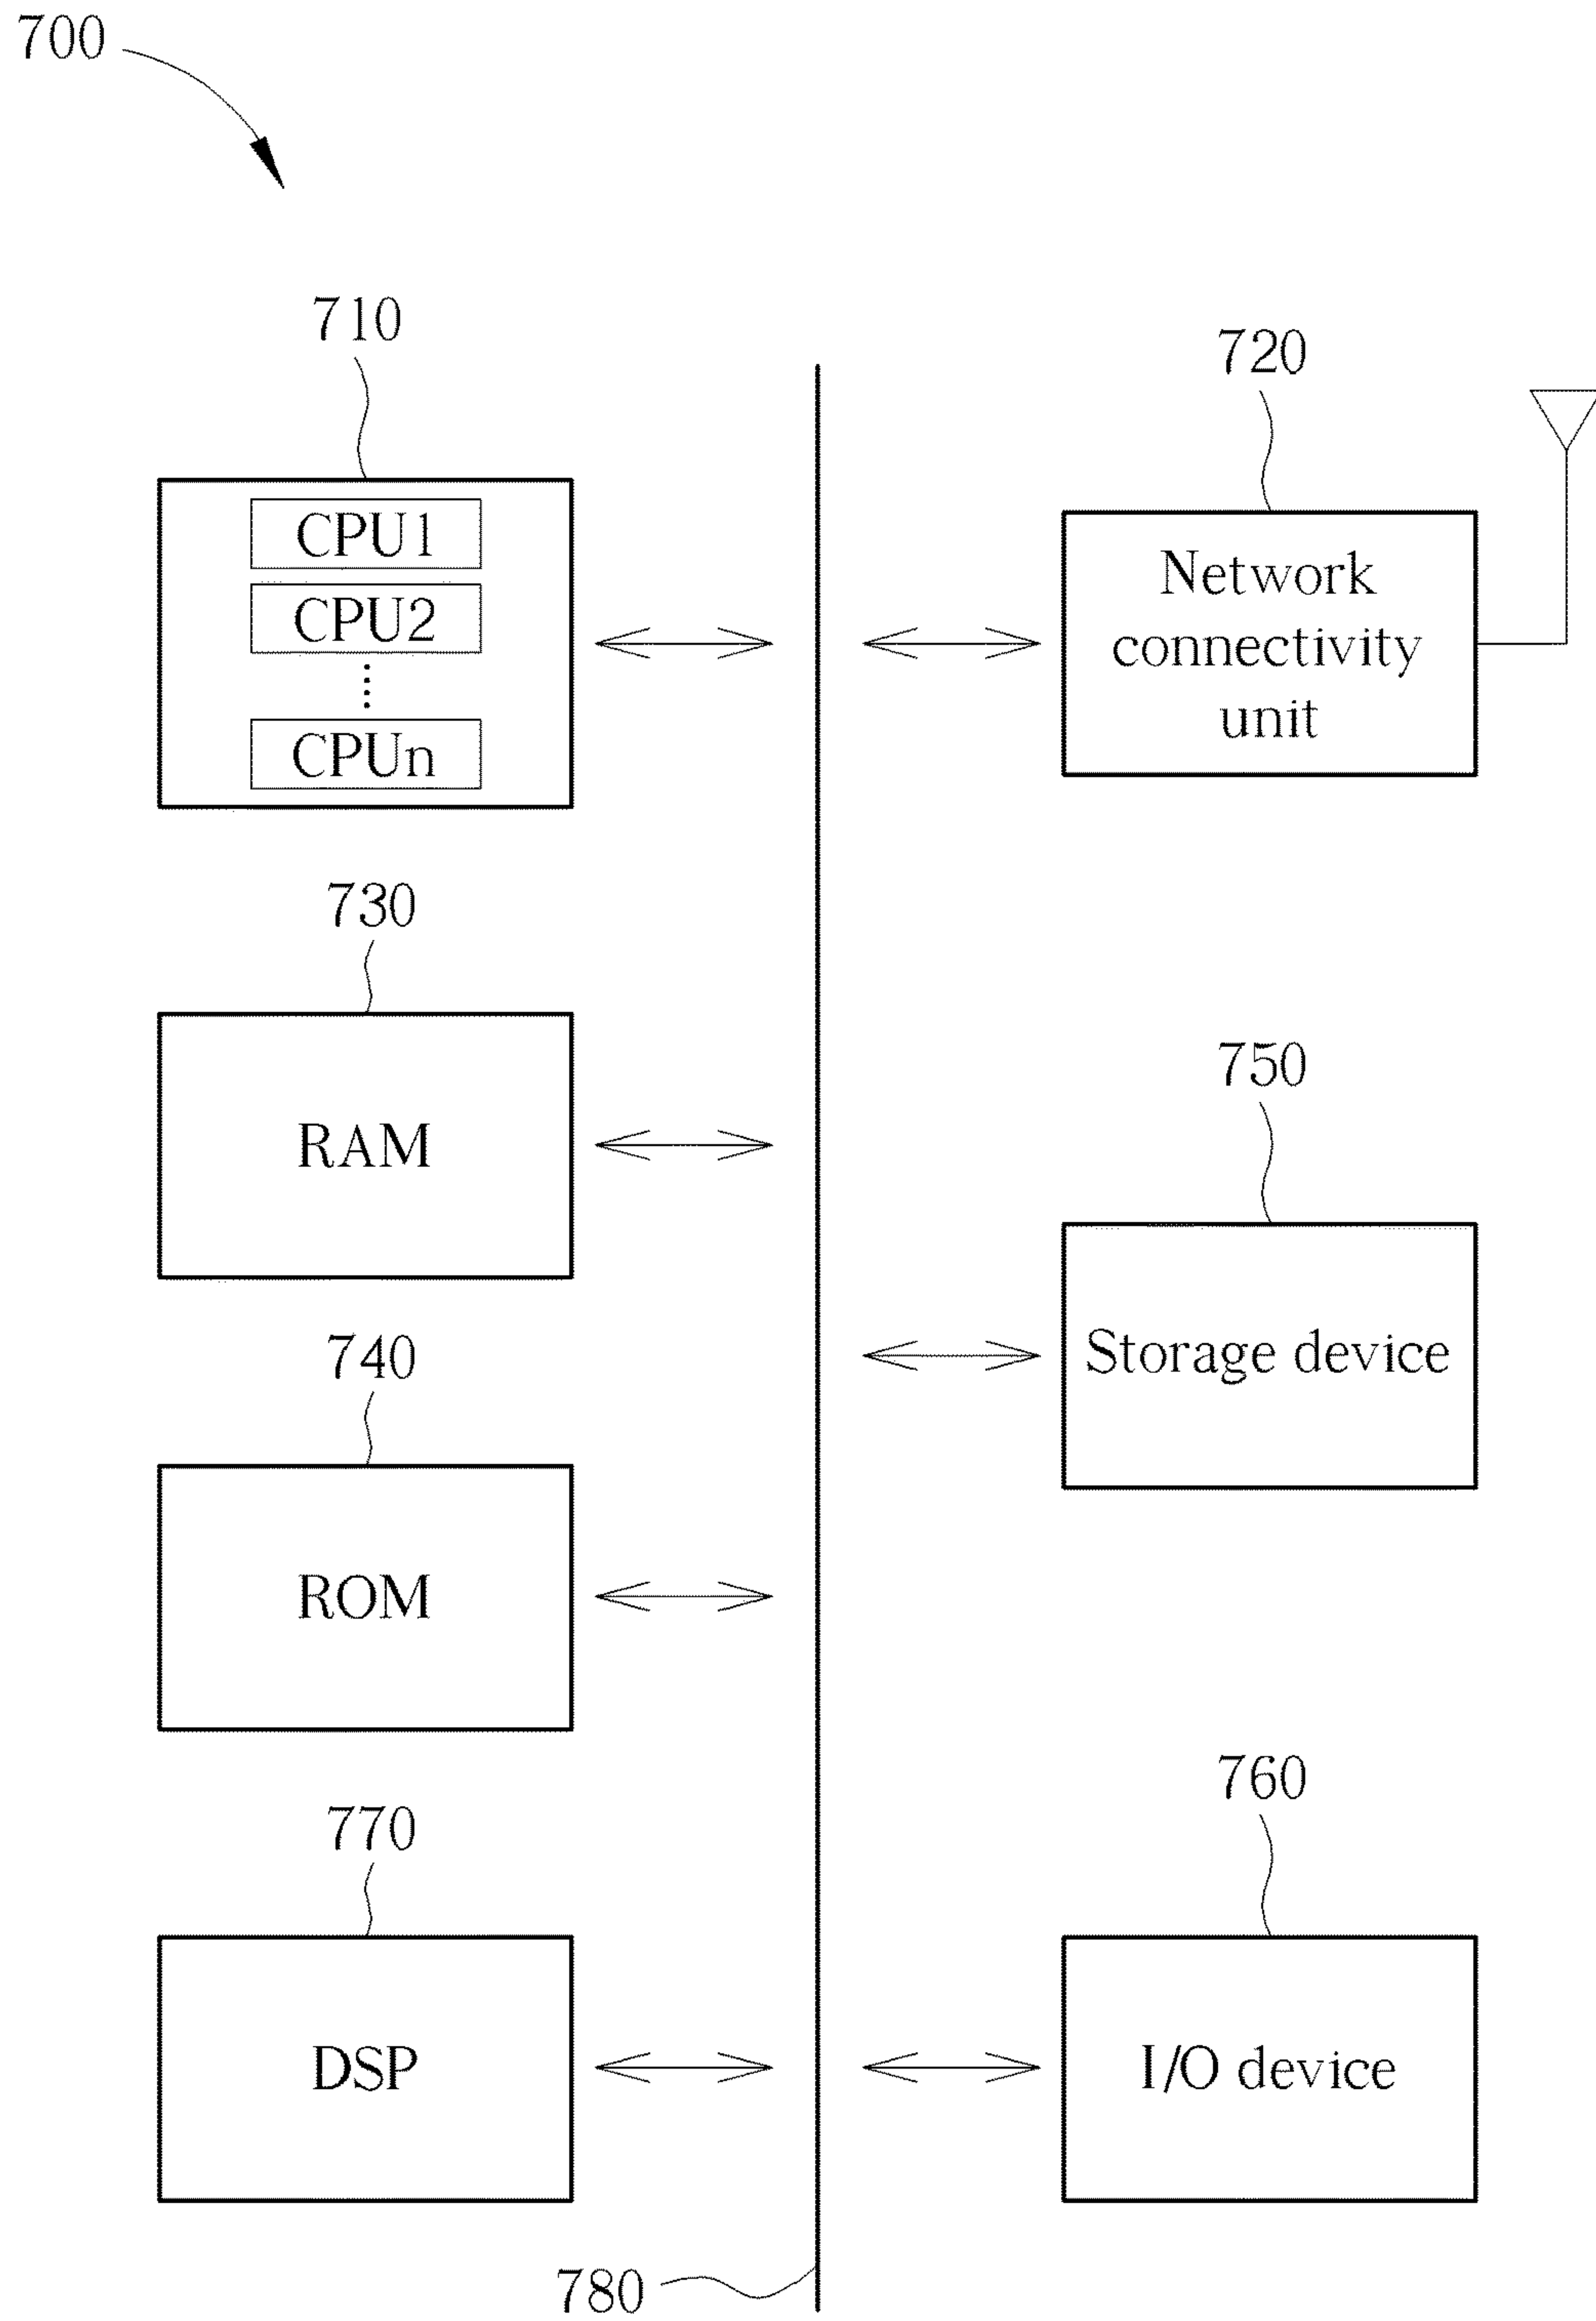 700
710
720
CPU1
CPU2
CPUn
Network
connectivity
unit
730
RAM
750
Storage device
740
ROM
760
I/O device
770
DSP
780